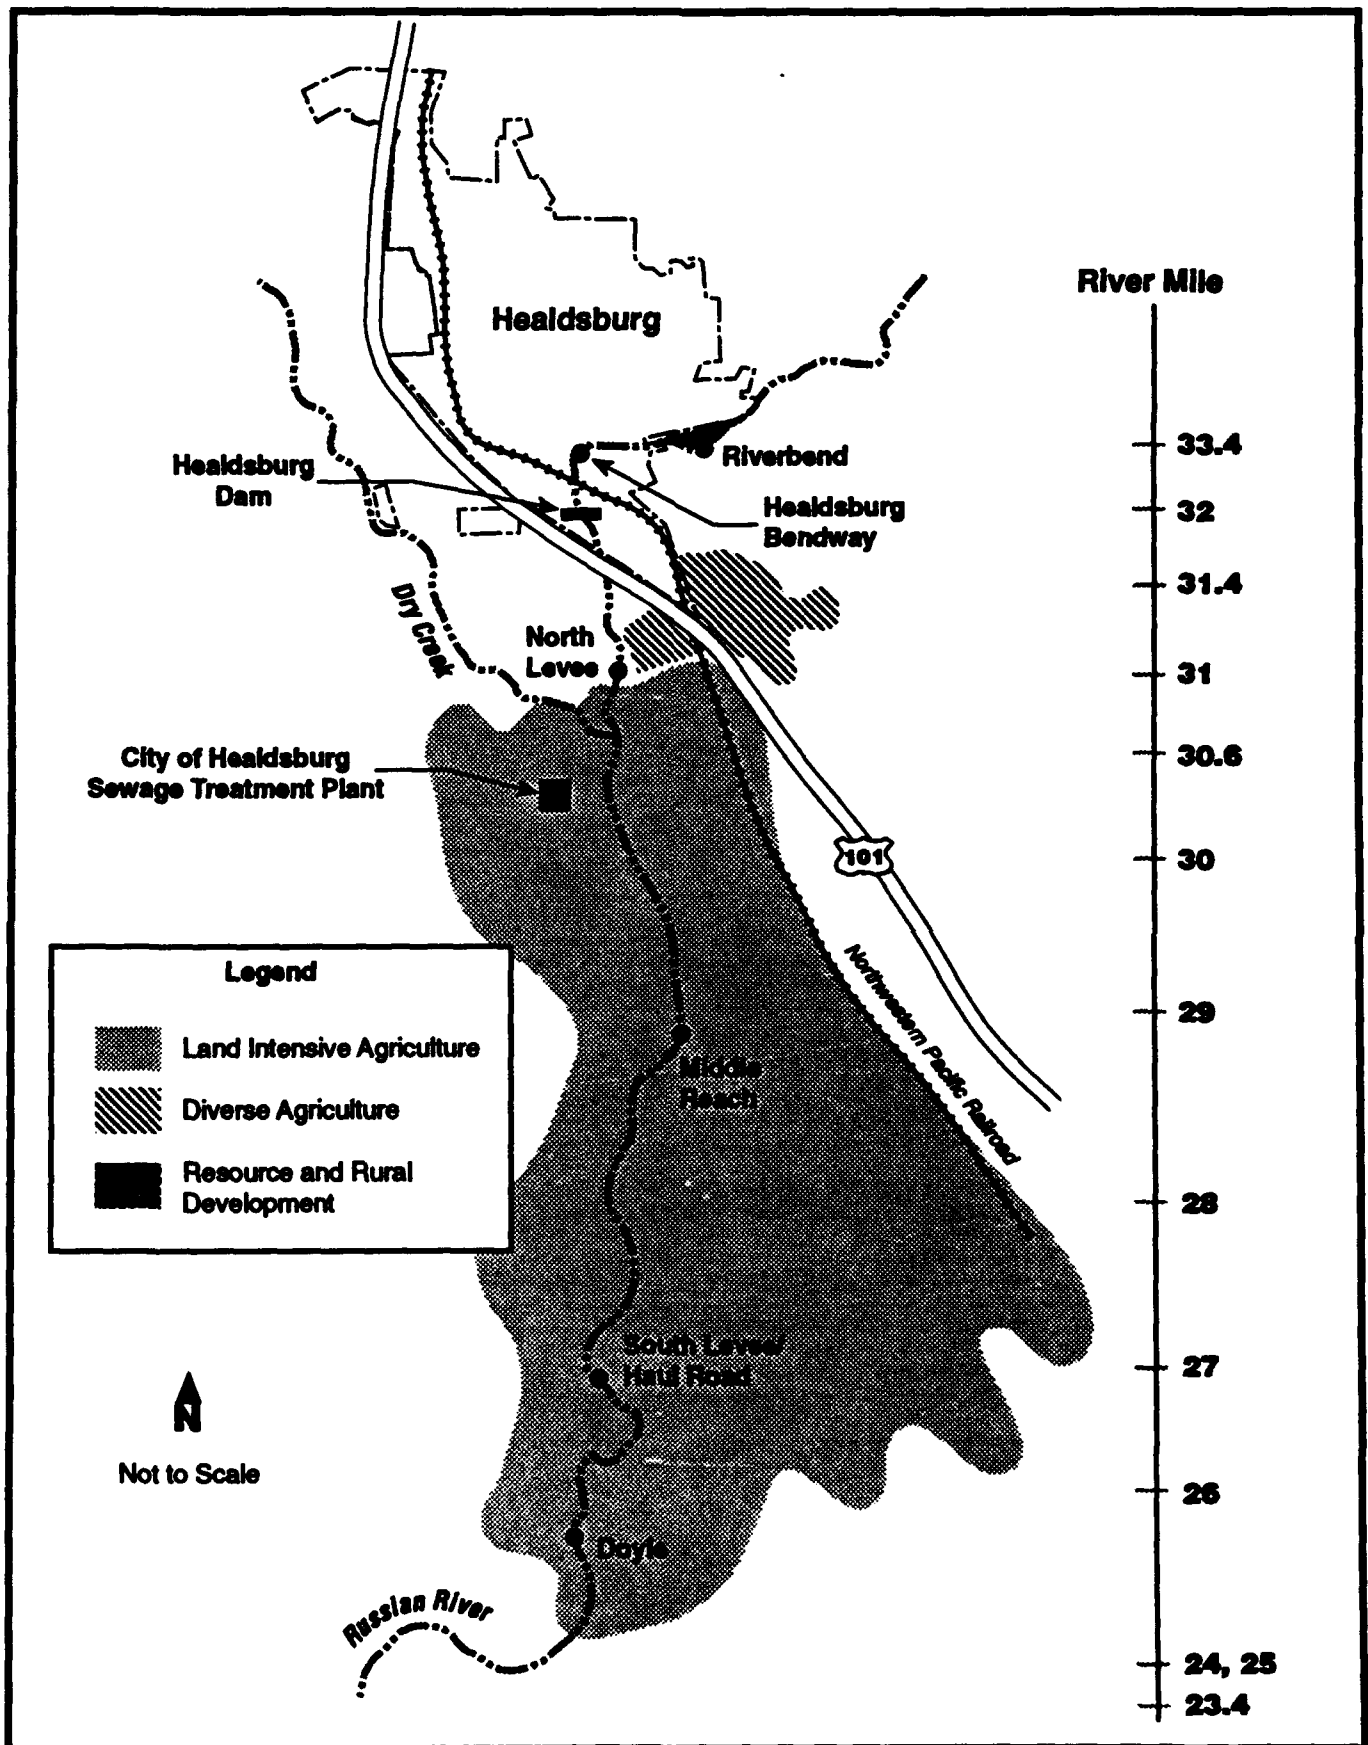 River Mile
Healdsburg
33.4
Riverbend
Healdsburg
Dam
Healdsburg
Bendway
32
31.4
Dry Creek
North
Levee
31
City of Healdsburg
Sewage Treatment Plant
30.6
101
30
Northwestern Pacific Railroad
Legend
Land Intensive Agriculture
Diverse Agriculture
Resource and Rural
Development
29
Middle
Reach
28
South Levee/
Haul Road
27
N
Not to Scale
26
Doyle
Russian River
24, 25
23.4